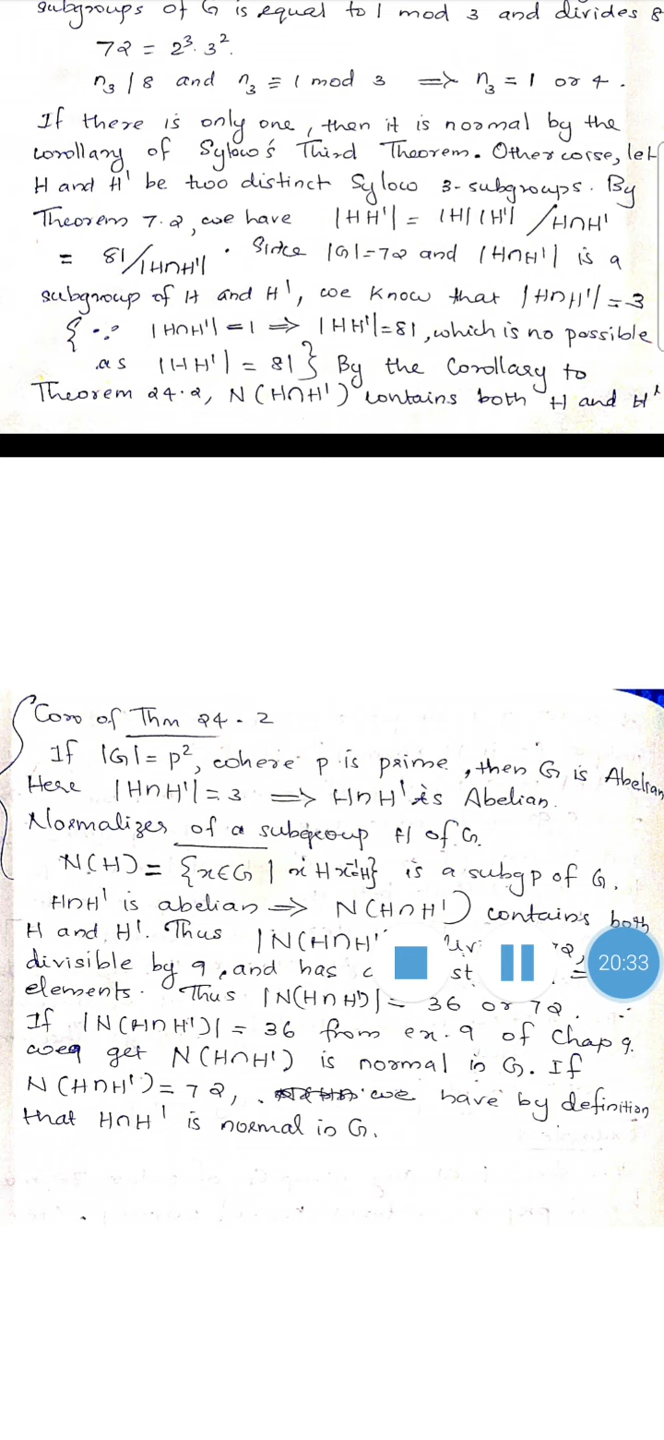 subgroups of G is equal to 1 mod 3 and divides 8
72 = 2³. 3².
n₃ | 8 and n₃ ≡ 1 mod 3 => n₃ = 1 or 4.
If there is only one, then it is normal by the
corollary of Sylow's Third Theorem. Otherwise, let
H and H' be two distinct Sylow 3-subgroups. By
Theorem 7.2, we have |HH'| = |H| |H'| / H∩H'
= 81/|H∩H'|. Since |G|=72 and |H∩H'| is a
subgroup of H and H', we know that |H∩H'|=3
{∵ |H∩H'|=1 => |HH'|=81, which is no possible
as |HH'| = 81} By the Corollary to
Theorem 24.2, N(H∩H') contains both H and H'
Coro of Thm 24.2
If |G| = p², where p is prime, then G is Abelian
Here |H∩H'|=3 => H∩H' is Abelian.
Normalizer of a subgroup H of G.
N(H) = {x∈G | x H x⁻¹=H} is a subgp of G.
H∩H' is abelian => N(H∩H') contains both
H and H'. Thus |N(H∩H'
divisible by 9, and has st =
20:33
elements. Thus |N(H∩H')| = 36 or 72.
If |N(H∩H')| = 36 from ex. 9 of chap 9.
we get N(H∩H') is normal in G. If
N(H∩H')=72, we have by definition
that H∩H' is normal in G.